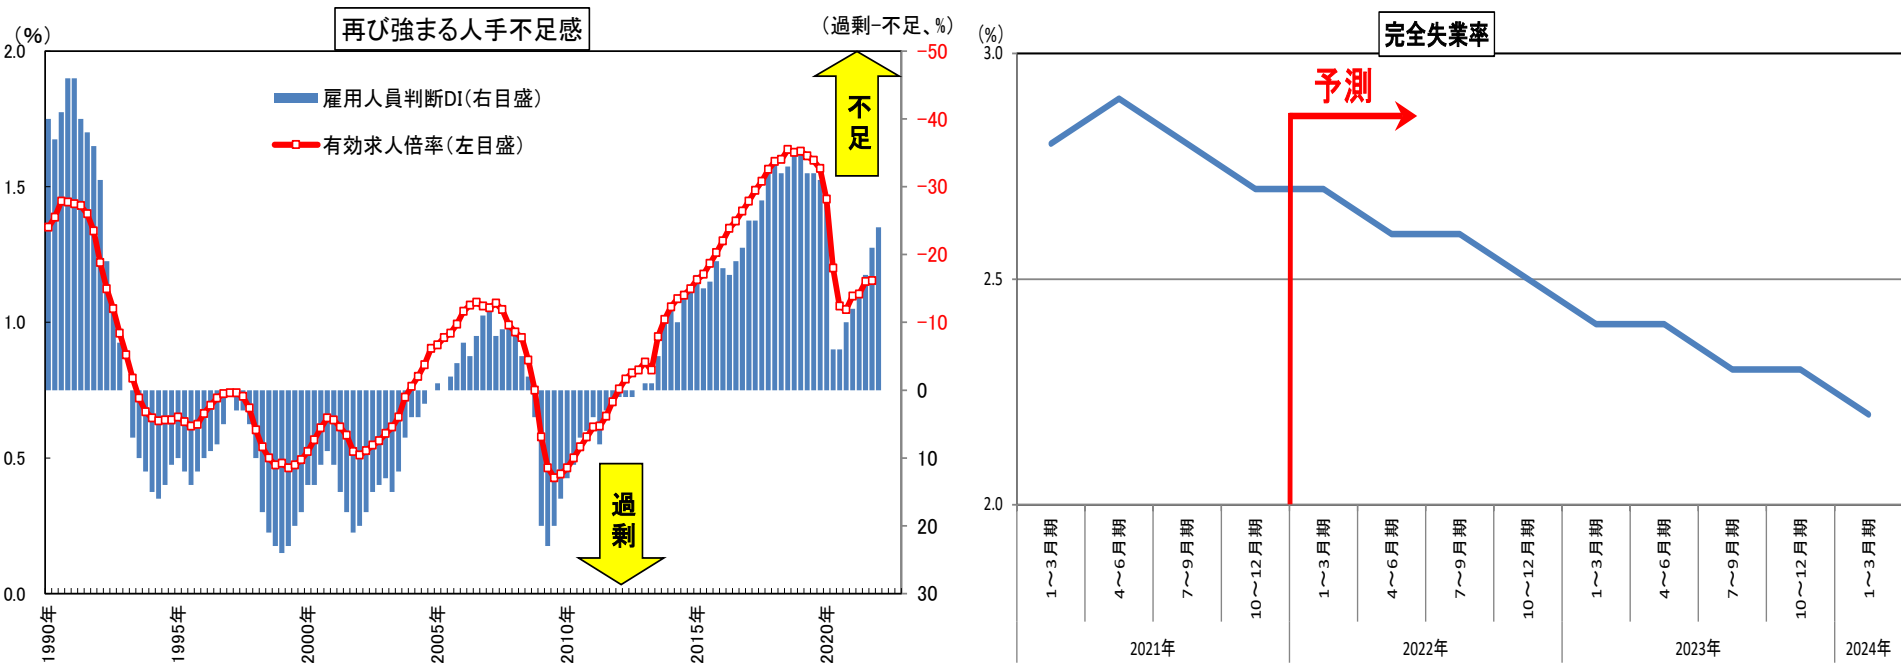 再び強まる人手不足感
(%)
(過剰-不足、%)
2.0
1.5
1.0
0.5
0.0
雇用人員判断DI(右目盛)
有効求人倍率(左目盛)
不足
過剰
-50
-40
-30
-20
-10
0
10
20
30
1990年
1995年
2000年
2005年
2010年
2015年
2020年
完全失業率
(%)
3.0
2.5
2.0
予測
1~3月期
4~6月期
7~9月期
10~12月期
1~3月期
4~6月期
7~9月期
10~12月期
1~3月期
4~6月期
7~9月期
10~12月期
1~3月期
2021年
2022年
2023年
2024年